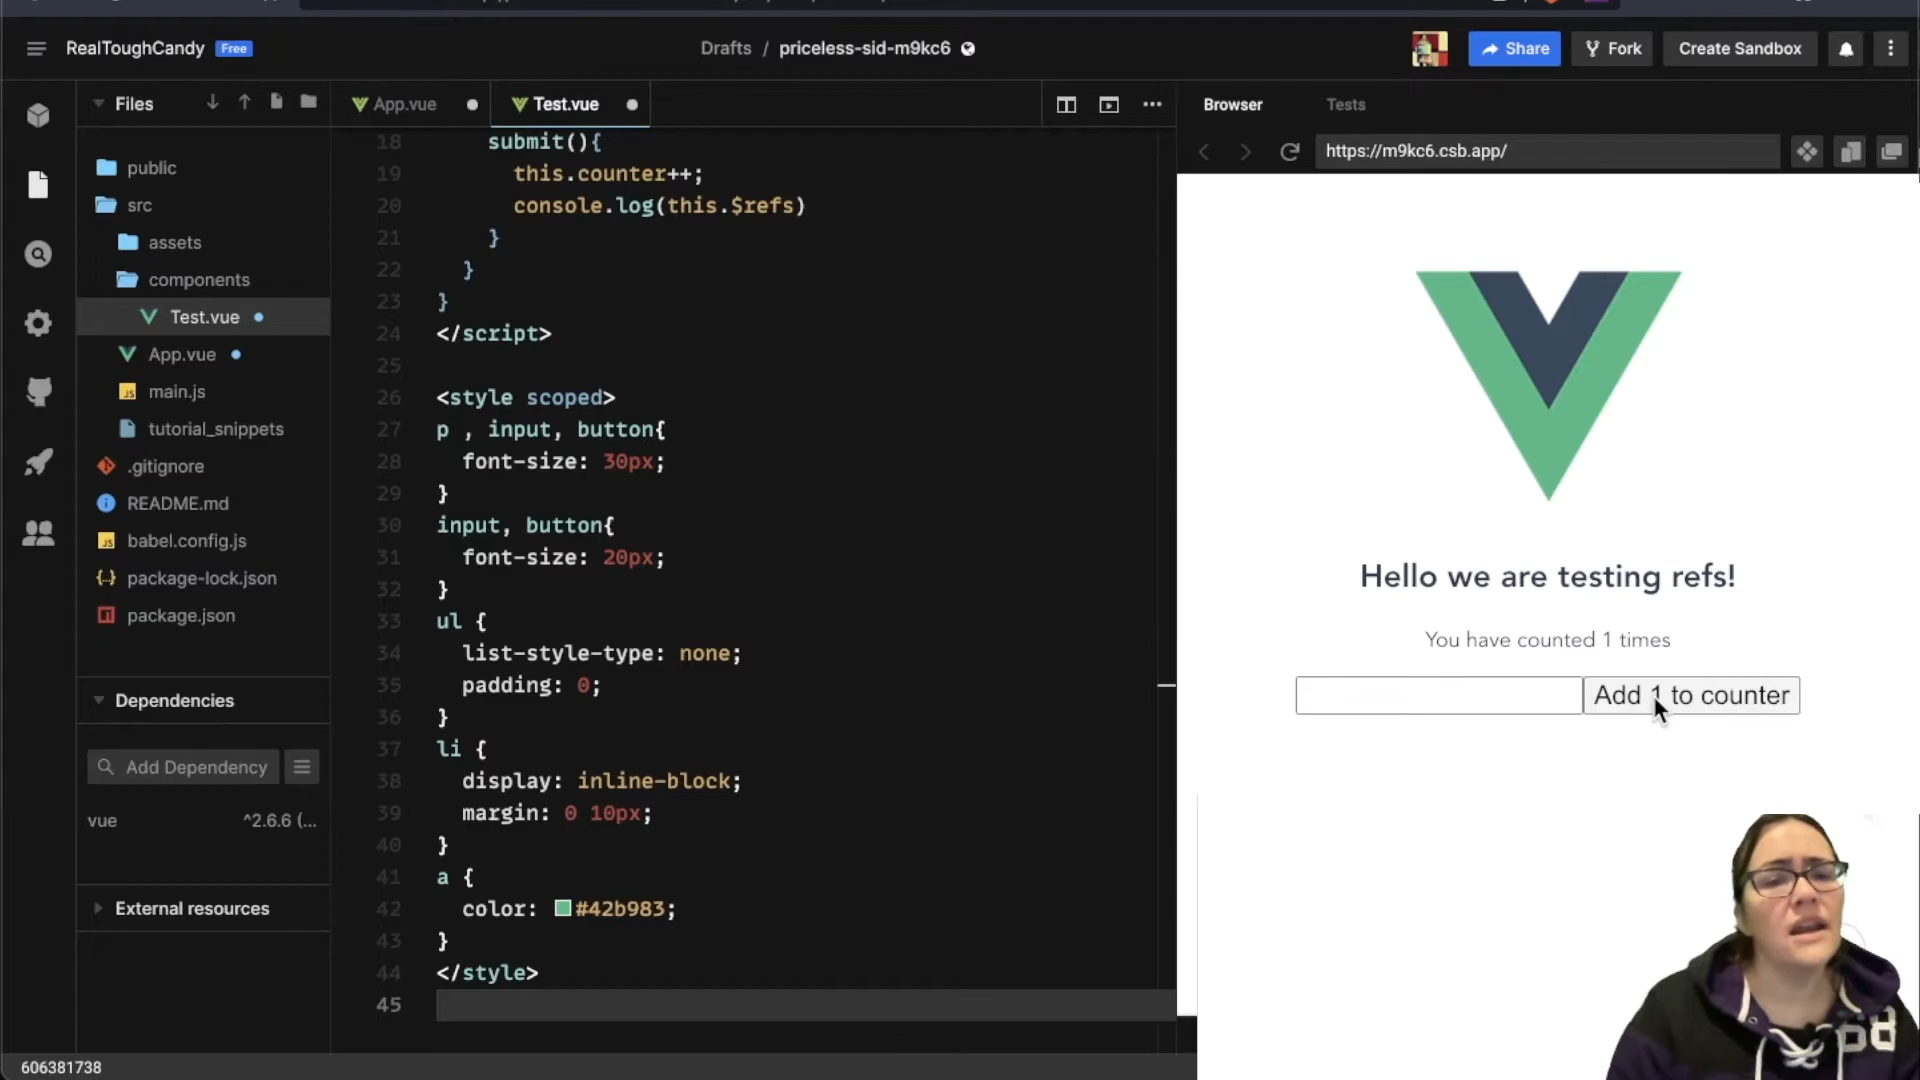 RealToughCandy Free
Drafts / priceless-sid-m9kc6
Share
Fork
Create Sandbox
Files
public
src
assets
components
Test.vue
App.vue
main.js
tutorial_snippets
.gitignore
README.md
babel.config.js
package-lock.json
package.json
Dependencies
Add Dependency
vue ^2.6.6 (...
External resources
606381738
App.vue
Test.vue
18 submit(){
19 this.counter++;
20 console.log(this.$refs)
21 }
22 }
23 }
24 </script>
25
26 <style scoped>
27 p , input, button{
28 font-size: 30px;
29 }
30 input, button{
31 font-size: 20px;
32 }
33 ul {
34 list-style-type: none;
35 padding: 0;
36 }
37 li {
38 display: inline-block;
39 margin: 0 10px;
40 }
41 a {
42 color: #42b983;
43 }
44 </style>
45
Browser Tests
https://m9kc6.csb.app/
Hello we are testing refs!
You have counted 1 times
Add 1 to counter